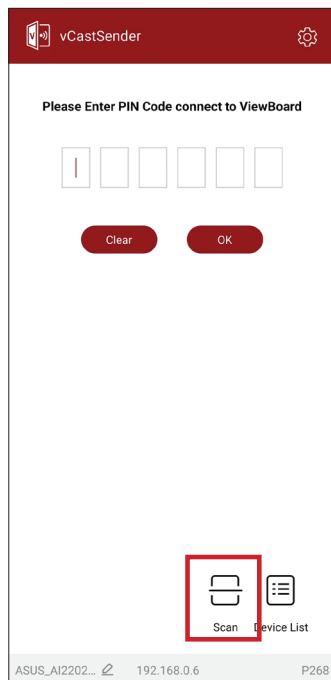 vCastSender
Please Enter PIN Code connect to ViewBoard
Clear OK
Scan Device List
ASUS_AI2202... 192.168.0.6 P268